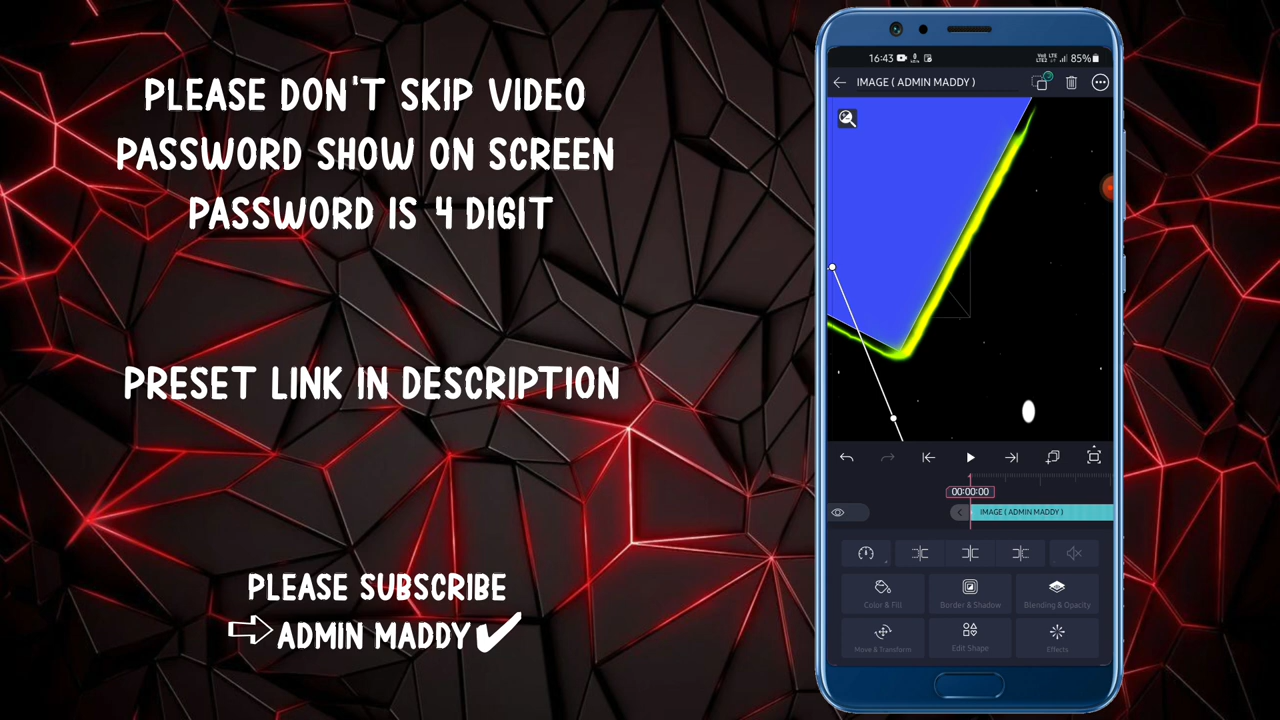 PLEASE DON'T SKIP VIDEO
PASSWORD SHOW ON SCREEN
PASSWORD IS 4 DIGIT
PRESET LINK IN DESCRIPTION
PLEASE SUBSCRIBE
ADMIN MADDY
16:43
85%
IMAGE ( ADMIN MADDY )
00:00:00
IMAGE ( ADMIN MADDY )
Color & Fill
Border & Shadow
Blending & Opacity
Move & Transform
Edit Shape
Effects